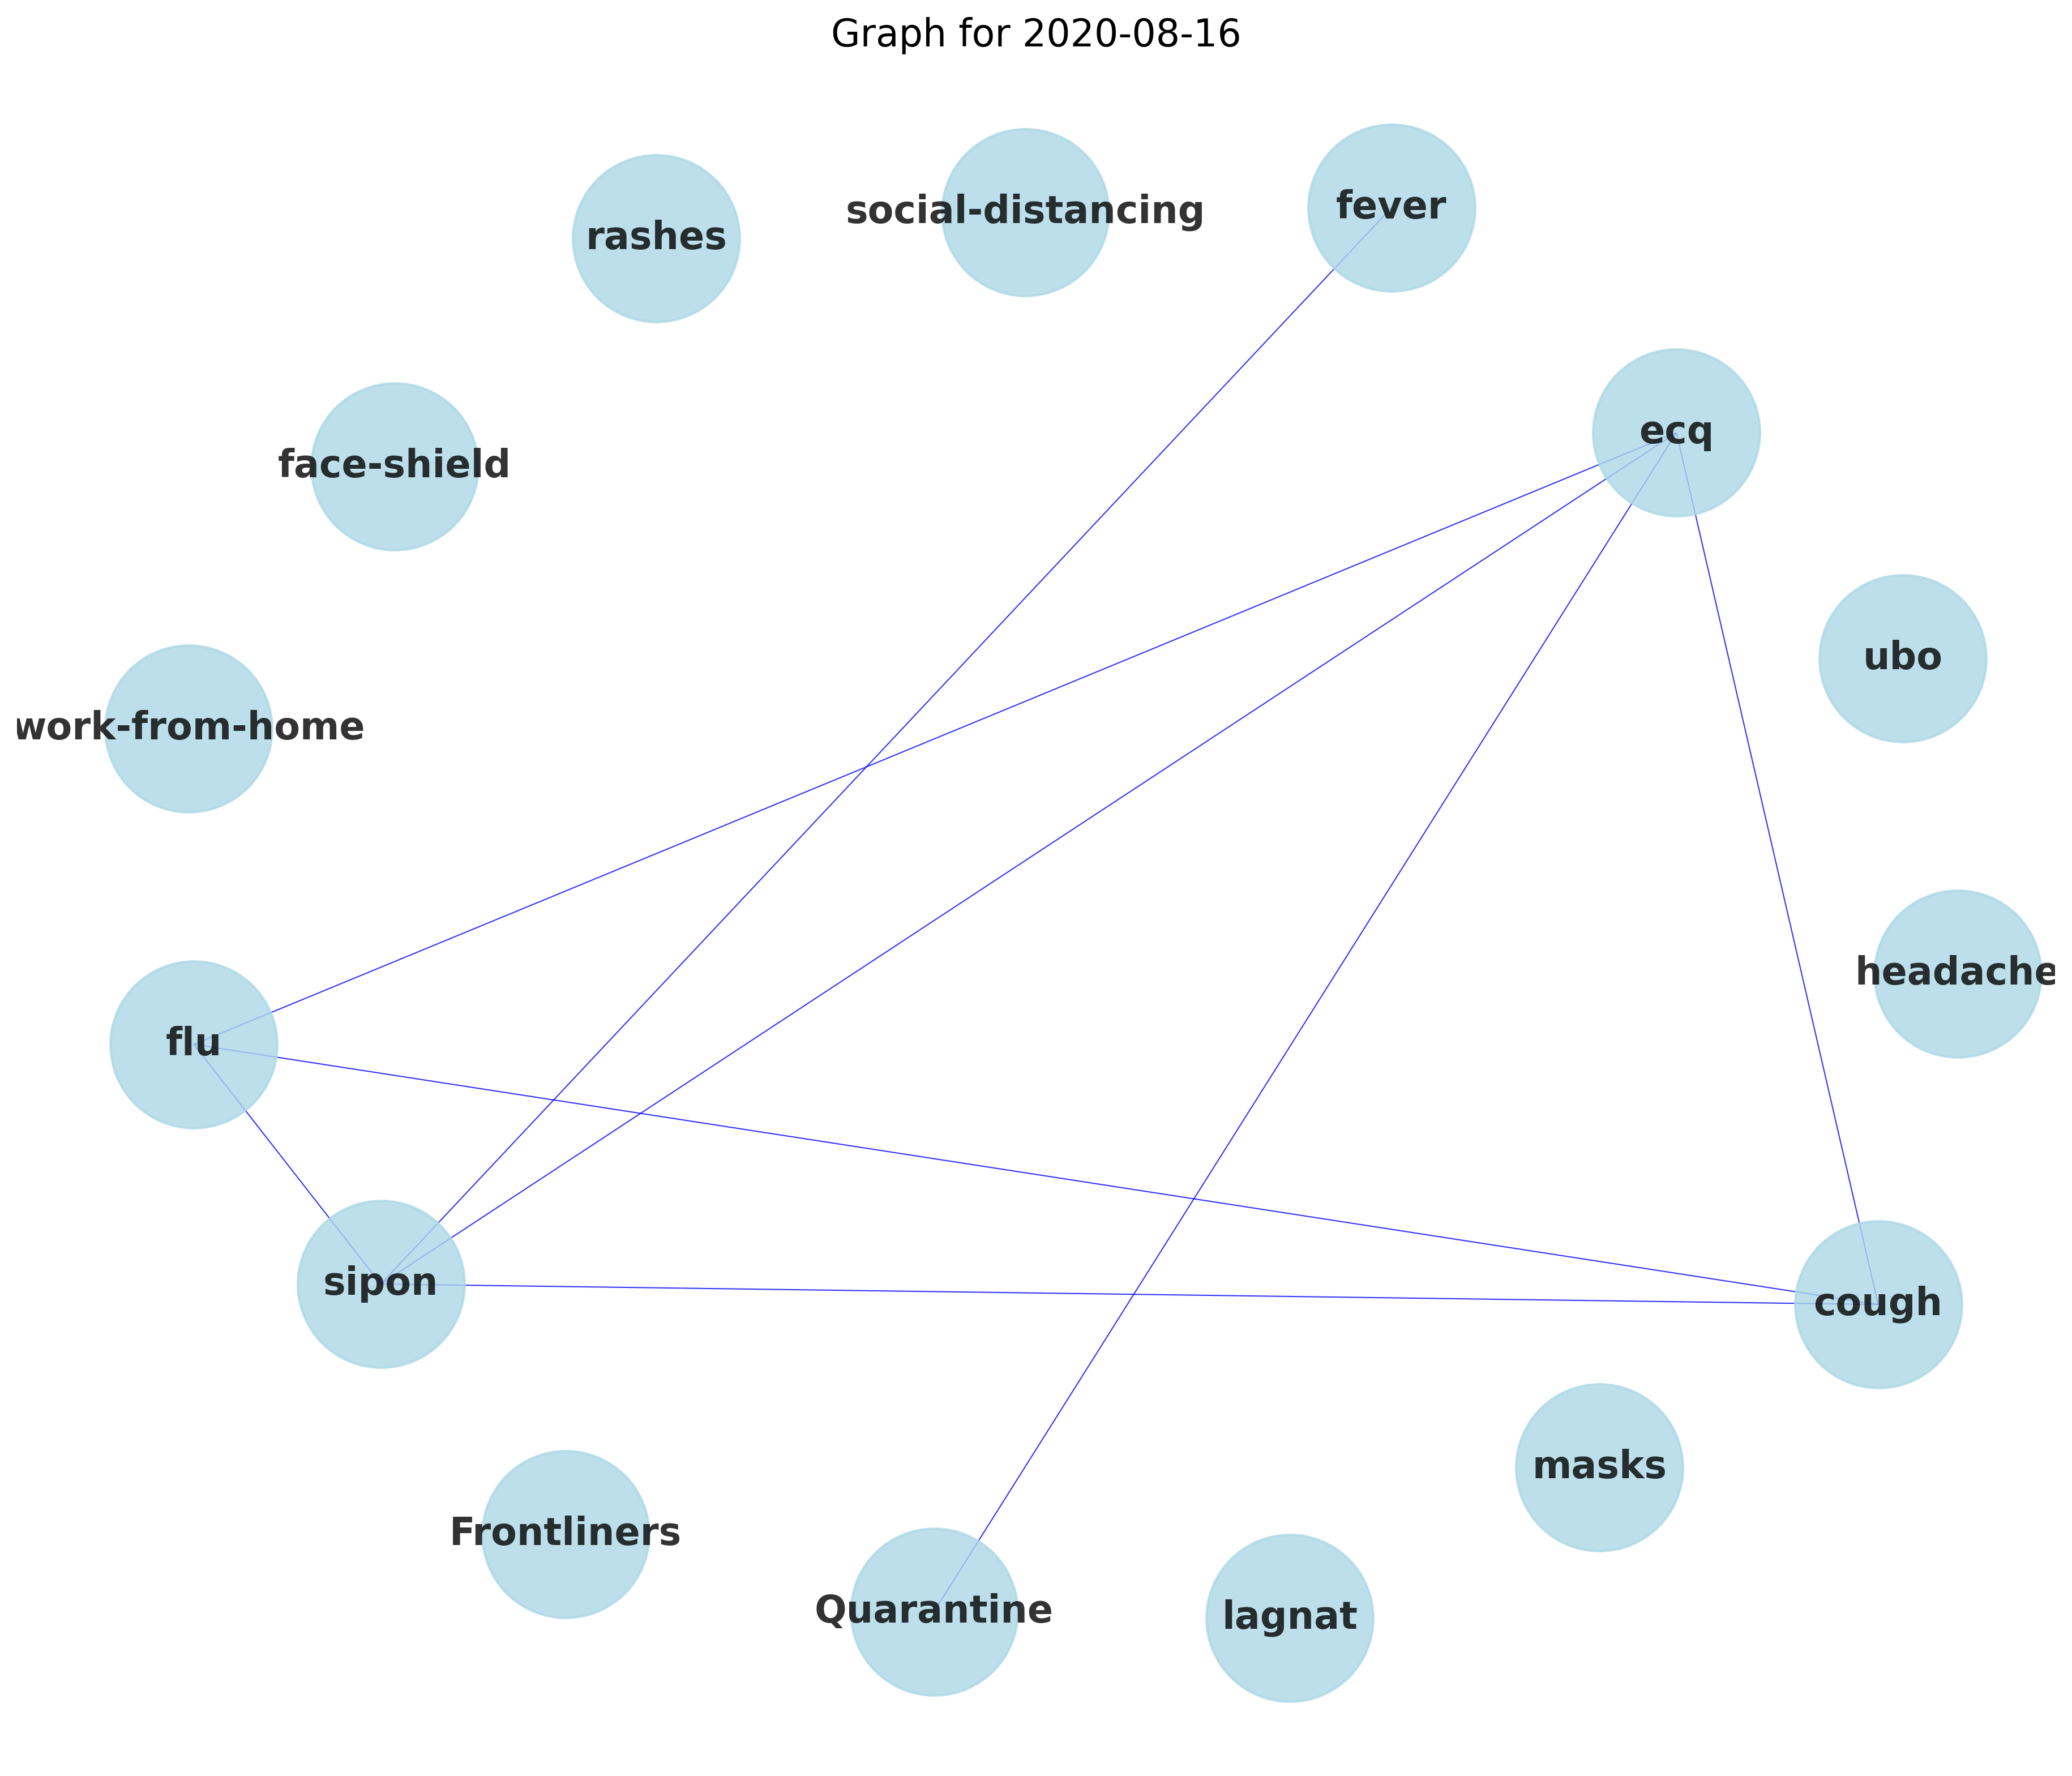 Graph for 2020-08-16
fever
social-distancing
rashes
ecq
face-shield
ubo
work-from-home
headache
flu
sipon
cough
masks
Frontliners
Quarantine
lagnat